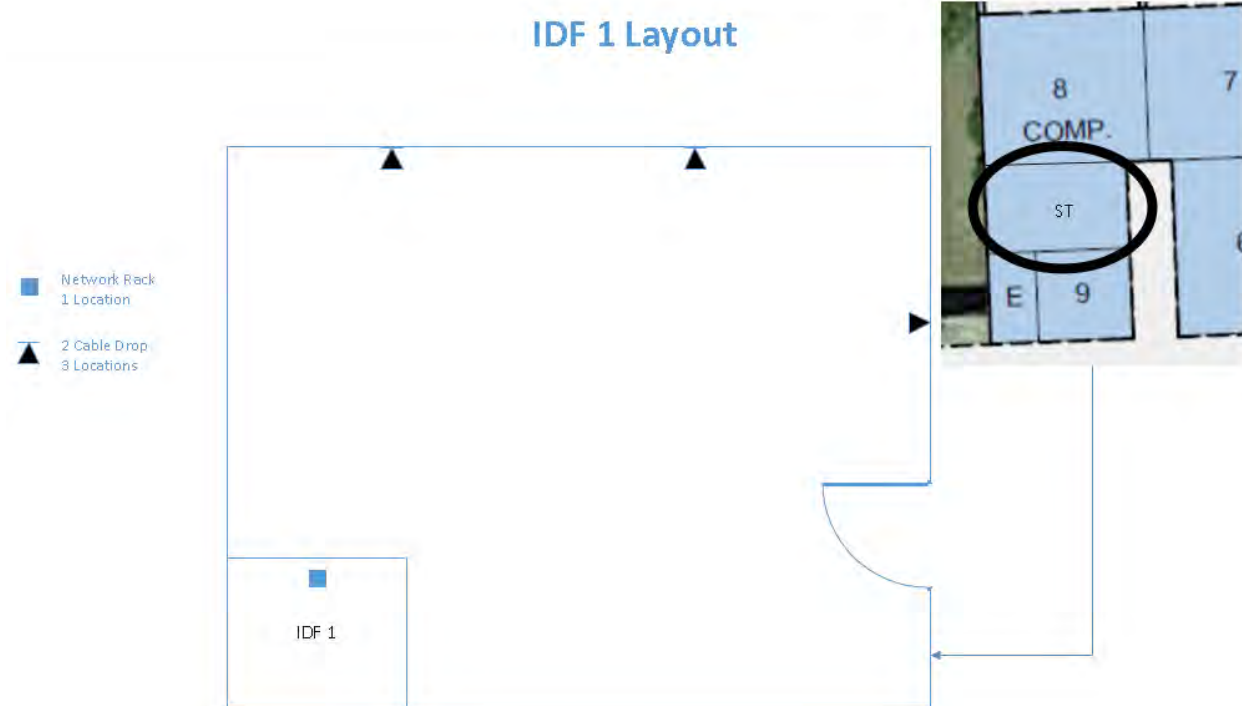 IDF 1 Layout
8
7
COMP.
ST
E
9
Network Rack
1 Location
2 Cable Drop
3 Locations
IDF 1